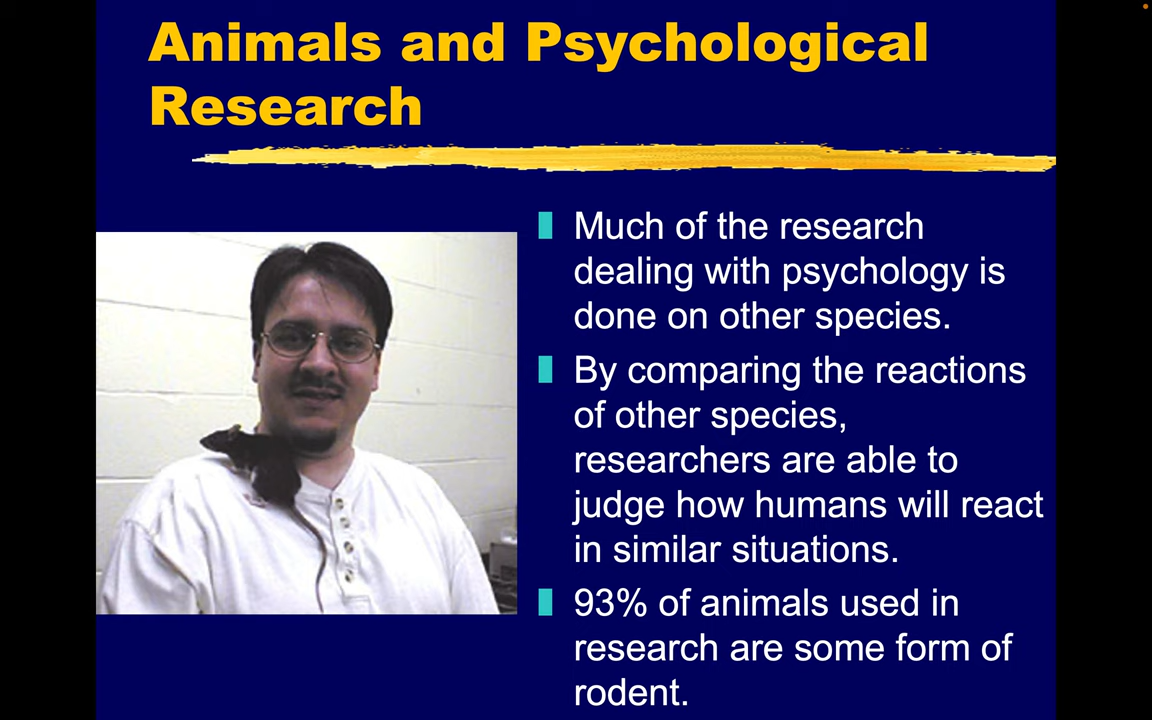 Animals and Psychological
Research
Much of the research
dealing with psychology is
done on other species.
By comparing the reactions
of other species,
researchers are able to
judge how humans will react
in similar situations.
93% of animals used in
research are some form of
rodent.